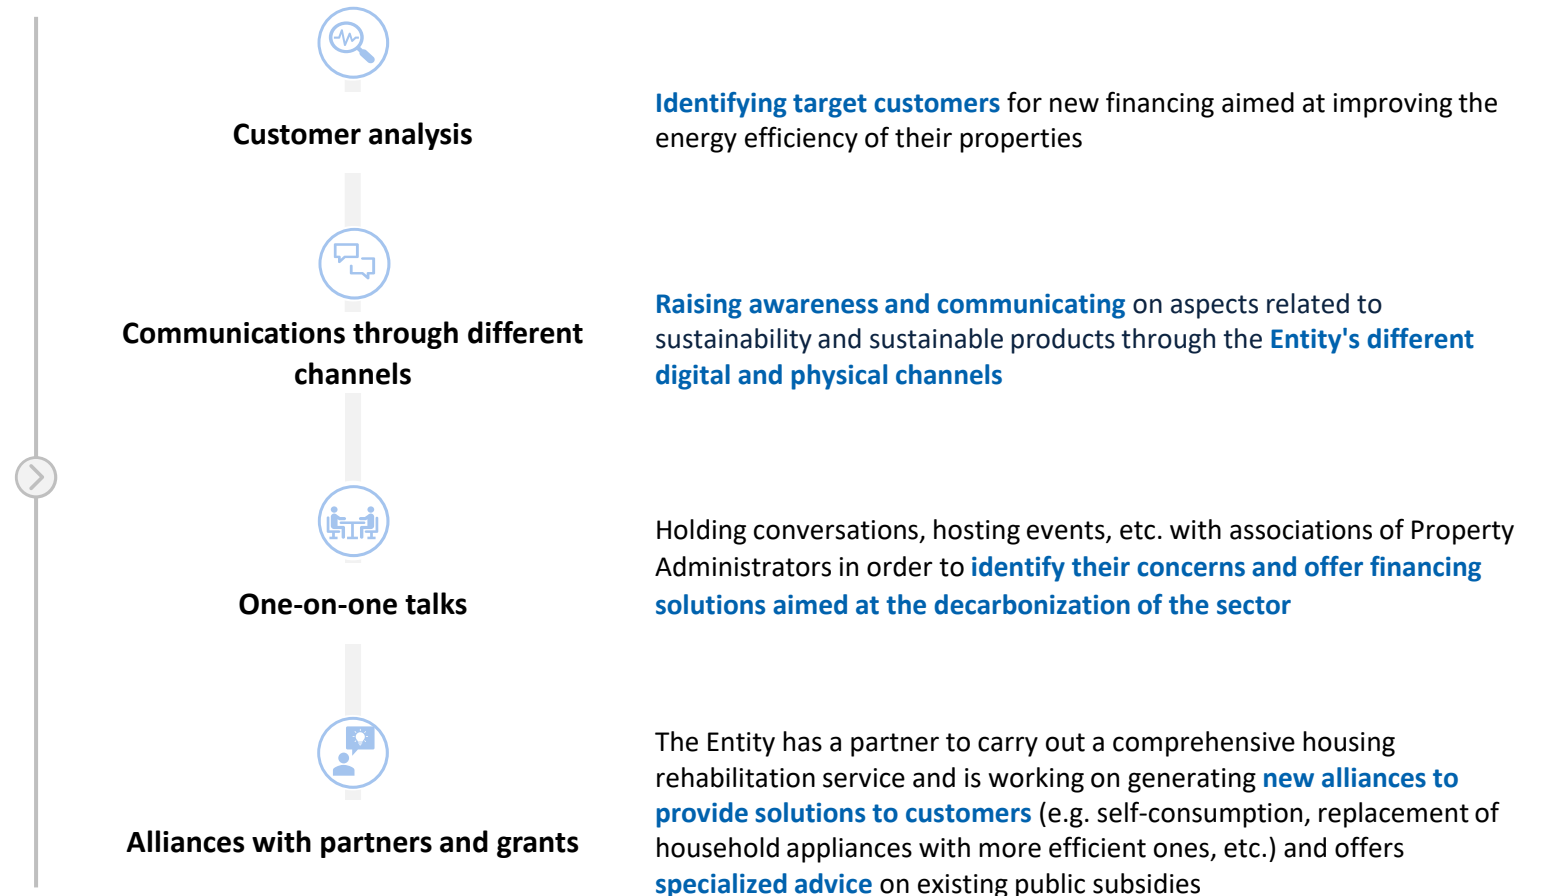 Customer analysis
Identifying target customers for new financing aimed at improving the
energy efficiency of their properties
Communications through different
channels
Raising awareness and communicating on aspects related to
sustainability and sustainable products through the Entity's different
digital and physical channels
One-on-one talks
Holding conversations, hosting events, etc. with associations of Property
Administrators in order to identify their concerns and offer financing
solutions aimed at the decarbonization of the sector
Alliances with partners and grants
The Entity has a partner to carry out a comprehensive housing
rehabilitation service and is working on generating new alliances to
provide solutions to customers (e.g. self-consumption, replacement of
household appliances with more efficient ones, etc.) and offers
specialized advice on existing public subsidies